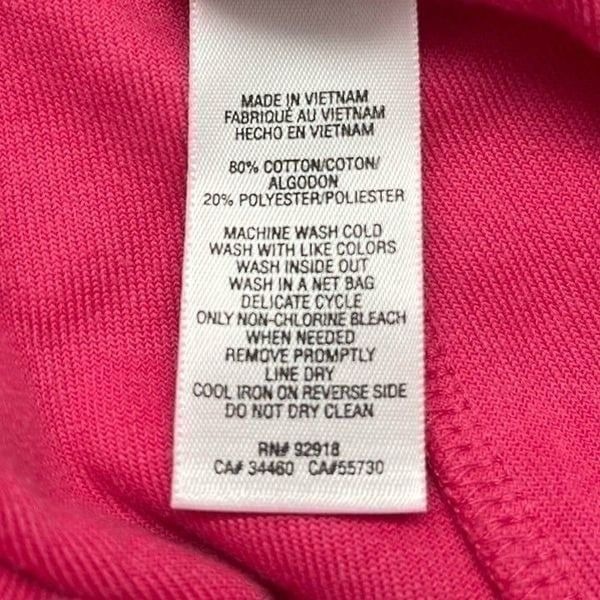 MADE IN VIETNAM
FABRIQUÉ AU VIETNAM
HECHO EN VIETNAM
80% COTTON/COTON/
ALGODON
20% POLYESTER/POLIESTER
MACHINE WASH COLD
WASH WITH LIKE COLORS
WASH INSIDE OUT
WASH IN A NET BAG
DELICATE CYCLE
ONLY NON-CHLORINE BLEACH
WHEN NEEDED
REMOVE PROMPTLY
LINE DRY
COOL IRON ON REVERSE SIDE
DO NOT DRY CLEAN
RN# 92918
CA# 34460 CA#55730